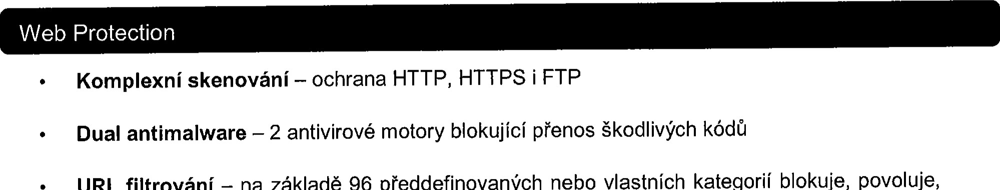 Web Protection
• Komplexní skenování – ochrana HTTP, HTTPS i FTP
• Dual antimalware – 2 antivirové motory blokující přenos škodlivých kódů
• URL filtrování – na základě 96 předdefinovaných nebo vlastních kategorií blokuje, povoluje,